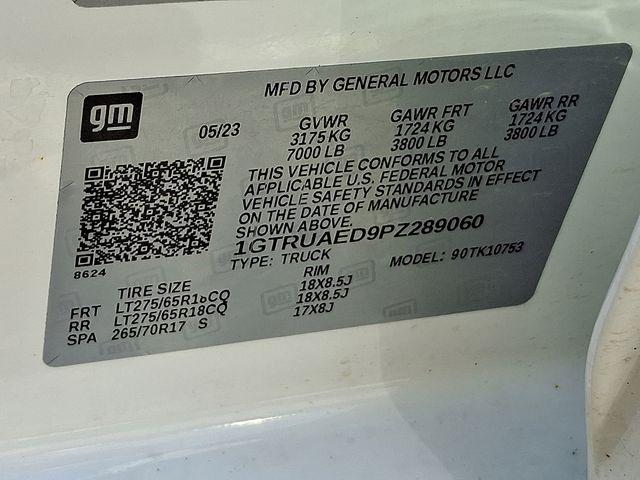 gm
MFD BY GENERAL MOTORS LLC
05/23
GVWR GAWR FRT GAWR RR
3175 KG 1724 KG 1724 KG
7000 LB 3800 LB 3800 LB
THIS VEHICLE CONFORMS TO ALL
APPLICABLE U.S. FEDERAL MOTOR
VEHICLE SAFETY STANDARDS IN EFFECT
ON THE DATE OF MANUFACTURE
SHOWN ABOVE.
1GTRUAED9PZ289060
8624
TYPE: TRUCK MODEL: 90TK10753
TIRE SIZE RIM
FRT LT275/65R18CQ 18X8.5J
RR LT275/65R18CQ 18X8.5J
SPA 265/70R17 S 17X8J